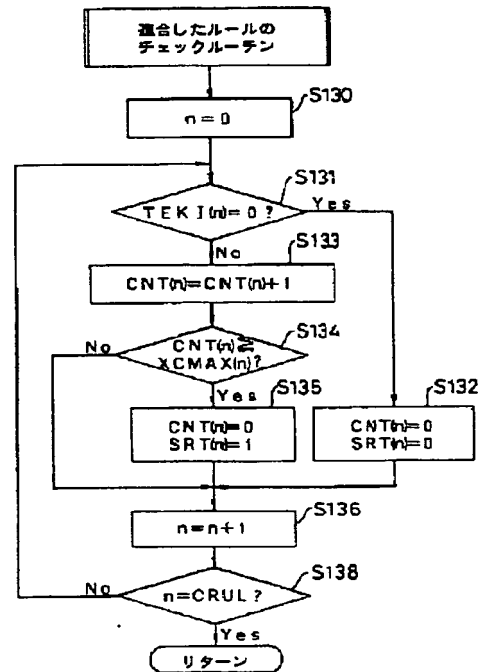 適合したルールの
チェックルーチン
S130
n=0
S131
TEKI(n)=0?
Yes
No
S133
CNT(n)=CNT(n)+1
S134
No
CNT(n)≧
XCMAX(n)?
Yes
S135
CNT(n)=0
SRT(n)=1
S132
CNT(n)=0
SRT(n)=0
S136
n=n+1
S138
No
n=CRUL?
Yes
リターン